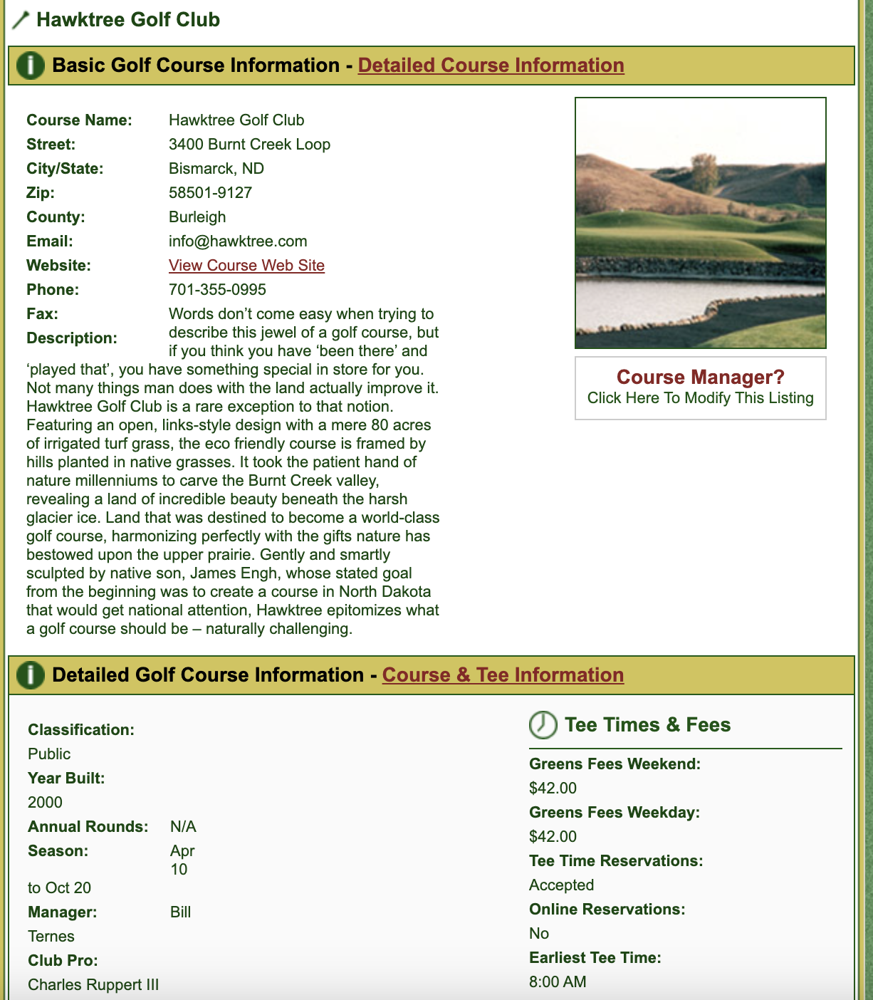 Hawktree Golf Club
Basic Golf Course Information - Detailed Course Information
Course Name: Hawktree Golf Club
Street: 3400 Burnt Creek Loop
City/State: Bismarck, ND
Zip: 58501-9127
County: Burleigh
Email: info@hawktree.com
Website: View Course Web Site
Phone: 701-355-0995
Fax:
Description:
Words don’t come easy when trying to
describe this jewel of a golf course, but
if you think you have ‘been there’ and
‘played that’, you have something special in store for you.
Not many things man does with the land actually improve it.
Hawktree Golf Club is a rare exception to that notion.
Featuring an open, links-style design with a mere 80 acres
of irrigated turf grass, the eco friendly course is framed by
hills planted in native grasses. It took the patient hand of
nature millenniums to carve the Burnt Creek valley,
revealing a land of incredible beauty beneath the harsh
glacier ice. Land that was destined to become a world-class
golf course, harmonizing perfectly with the gifts nature has
bestowed upon the upper prairie. Gently and smartly
sculpted by native son, James Engh, whose stated goal
from the beginning was to create a course in North Dakota
that would get national attention, Hawktree epitomizes what
a golf course should be – naturally challenging.
Course Manager?
Click Here To Modify This Listing
Detailed Golf Course Information - Course & Tee Information
Classification:
Public
Year Built:
2000
Annual Rounds: N/A
Season: Apr
10
to Oct 20
Manager: Bill
Ternes
Club Pro:
Charles Ruppert III
Tee Times & Fees
Greens Fees Weekend:
$42.00
Greens Fees Weekday:
$42.00
Tee Time Reservations:
Accepted
Online Reservations:
No
Earliest Tee Time:
8:00 AM